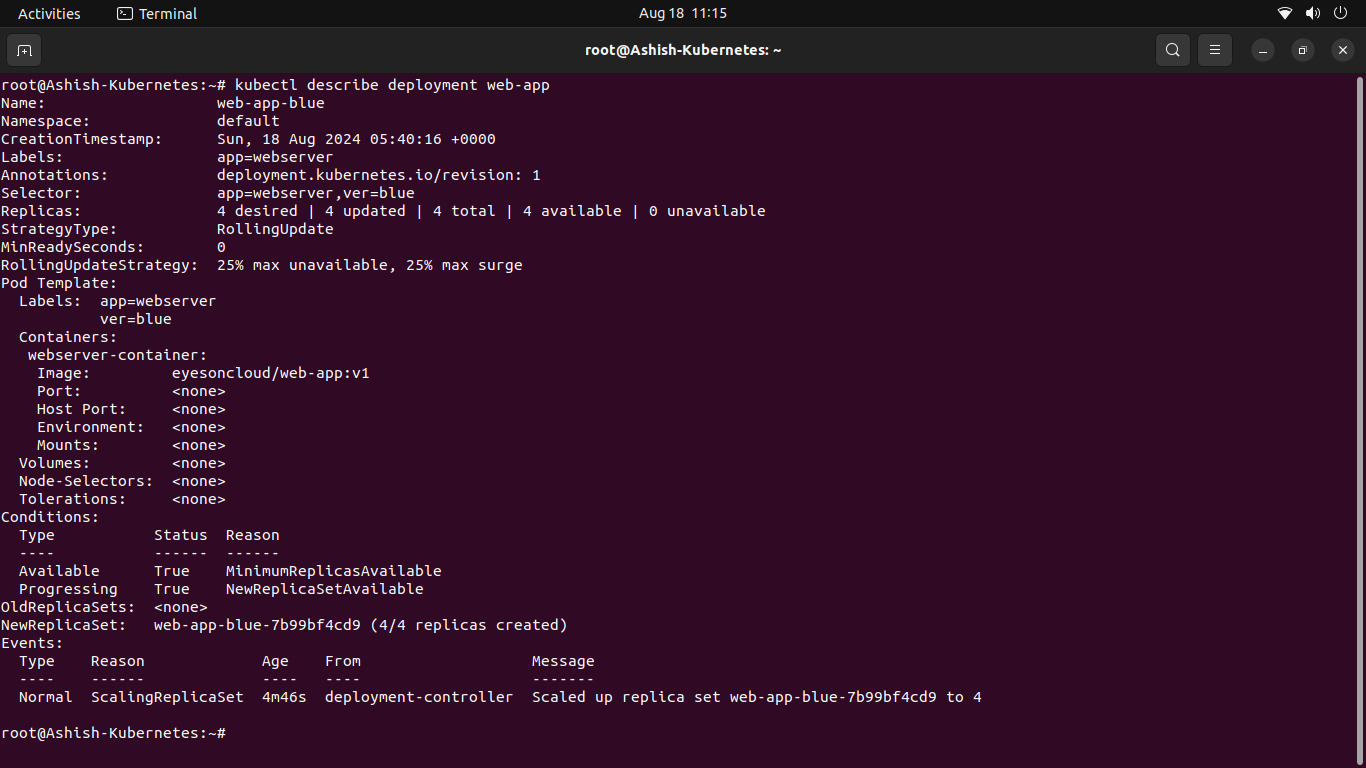 Activities Terminal Aug 18 11:15
root@Ashish-Kubernetes: ~
root@Ashish-Kubernetes:~# kubectl describe deployment web-app
Name:                   web-app-blue
Namespace:              default
CreationTimestamp:      Sun, 18 Aug 2024 05:40:16 +0000
Labels:                 app=webserver
Annotations:            deployment.kubernetes.io/revision: 1
Selector:               app=webserver,ver=blue
Replicas:               4 desired | 4 updated | 4 total | 4 available | 0 unavailable
StrategyType:           RollingUpdate
MinReadySeconds:        0
RollingUpdateStrategy:  25% max unavailable, 25% max surge
Pod Template:
  Labels:  app=webserver
           ver=blue
  Containers:
   webserver-container:
    Image:         eyesoncloud/web-app:v1
    Port:          <none>
    Host Port:     <none>
    Environment:   <none>
    Mounts:        <none>
  Volumes:         <none>
  Node-Selectors:  <none>
  Tolerations:     <none>
Conditions:
  Type           Status  Reason
  ----           ------  ------
  Available      True    MinimumReplicasAvailable
  Progressing    True    NewReplicaSetAvailable
OldReplicaSets:  <none>
NewReplicaSet:   web-app-blue-7b99bf4cd9 (4/4 replicas created)
Events:
  Type    Reason             Age    From                   Message
  ----    ------             ----   ----                   -------
  Normal  ScalingReplicaSet  4m46s  deployment-controller  Scaled up replica set web-app-blue-7b99bf4cd9 to 4
root@Ashish-Kubernetes:~#